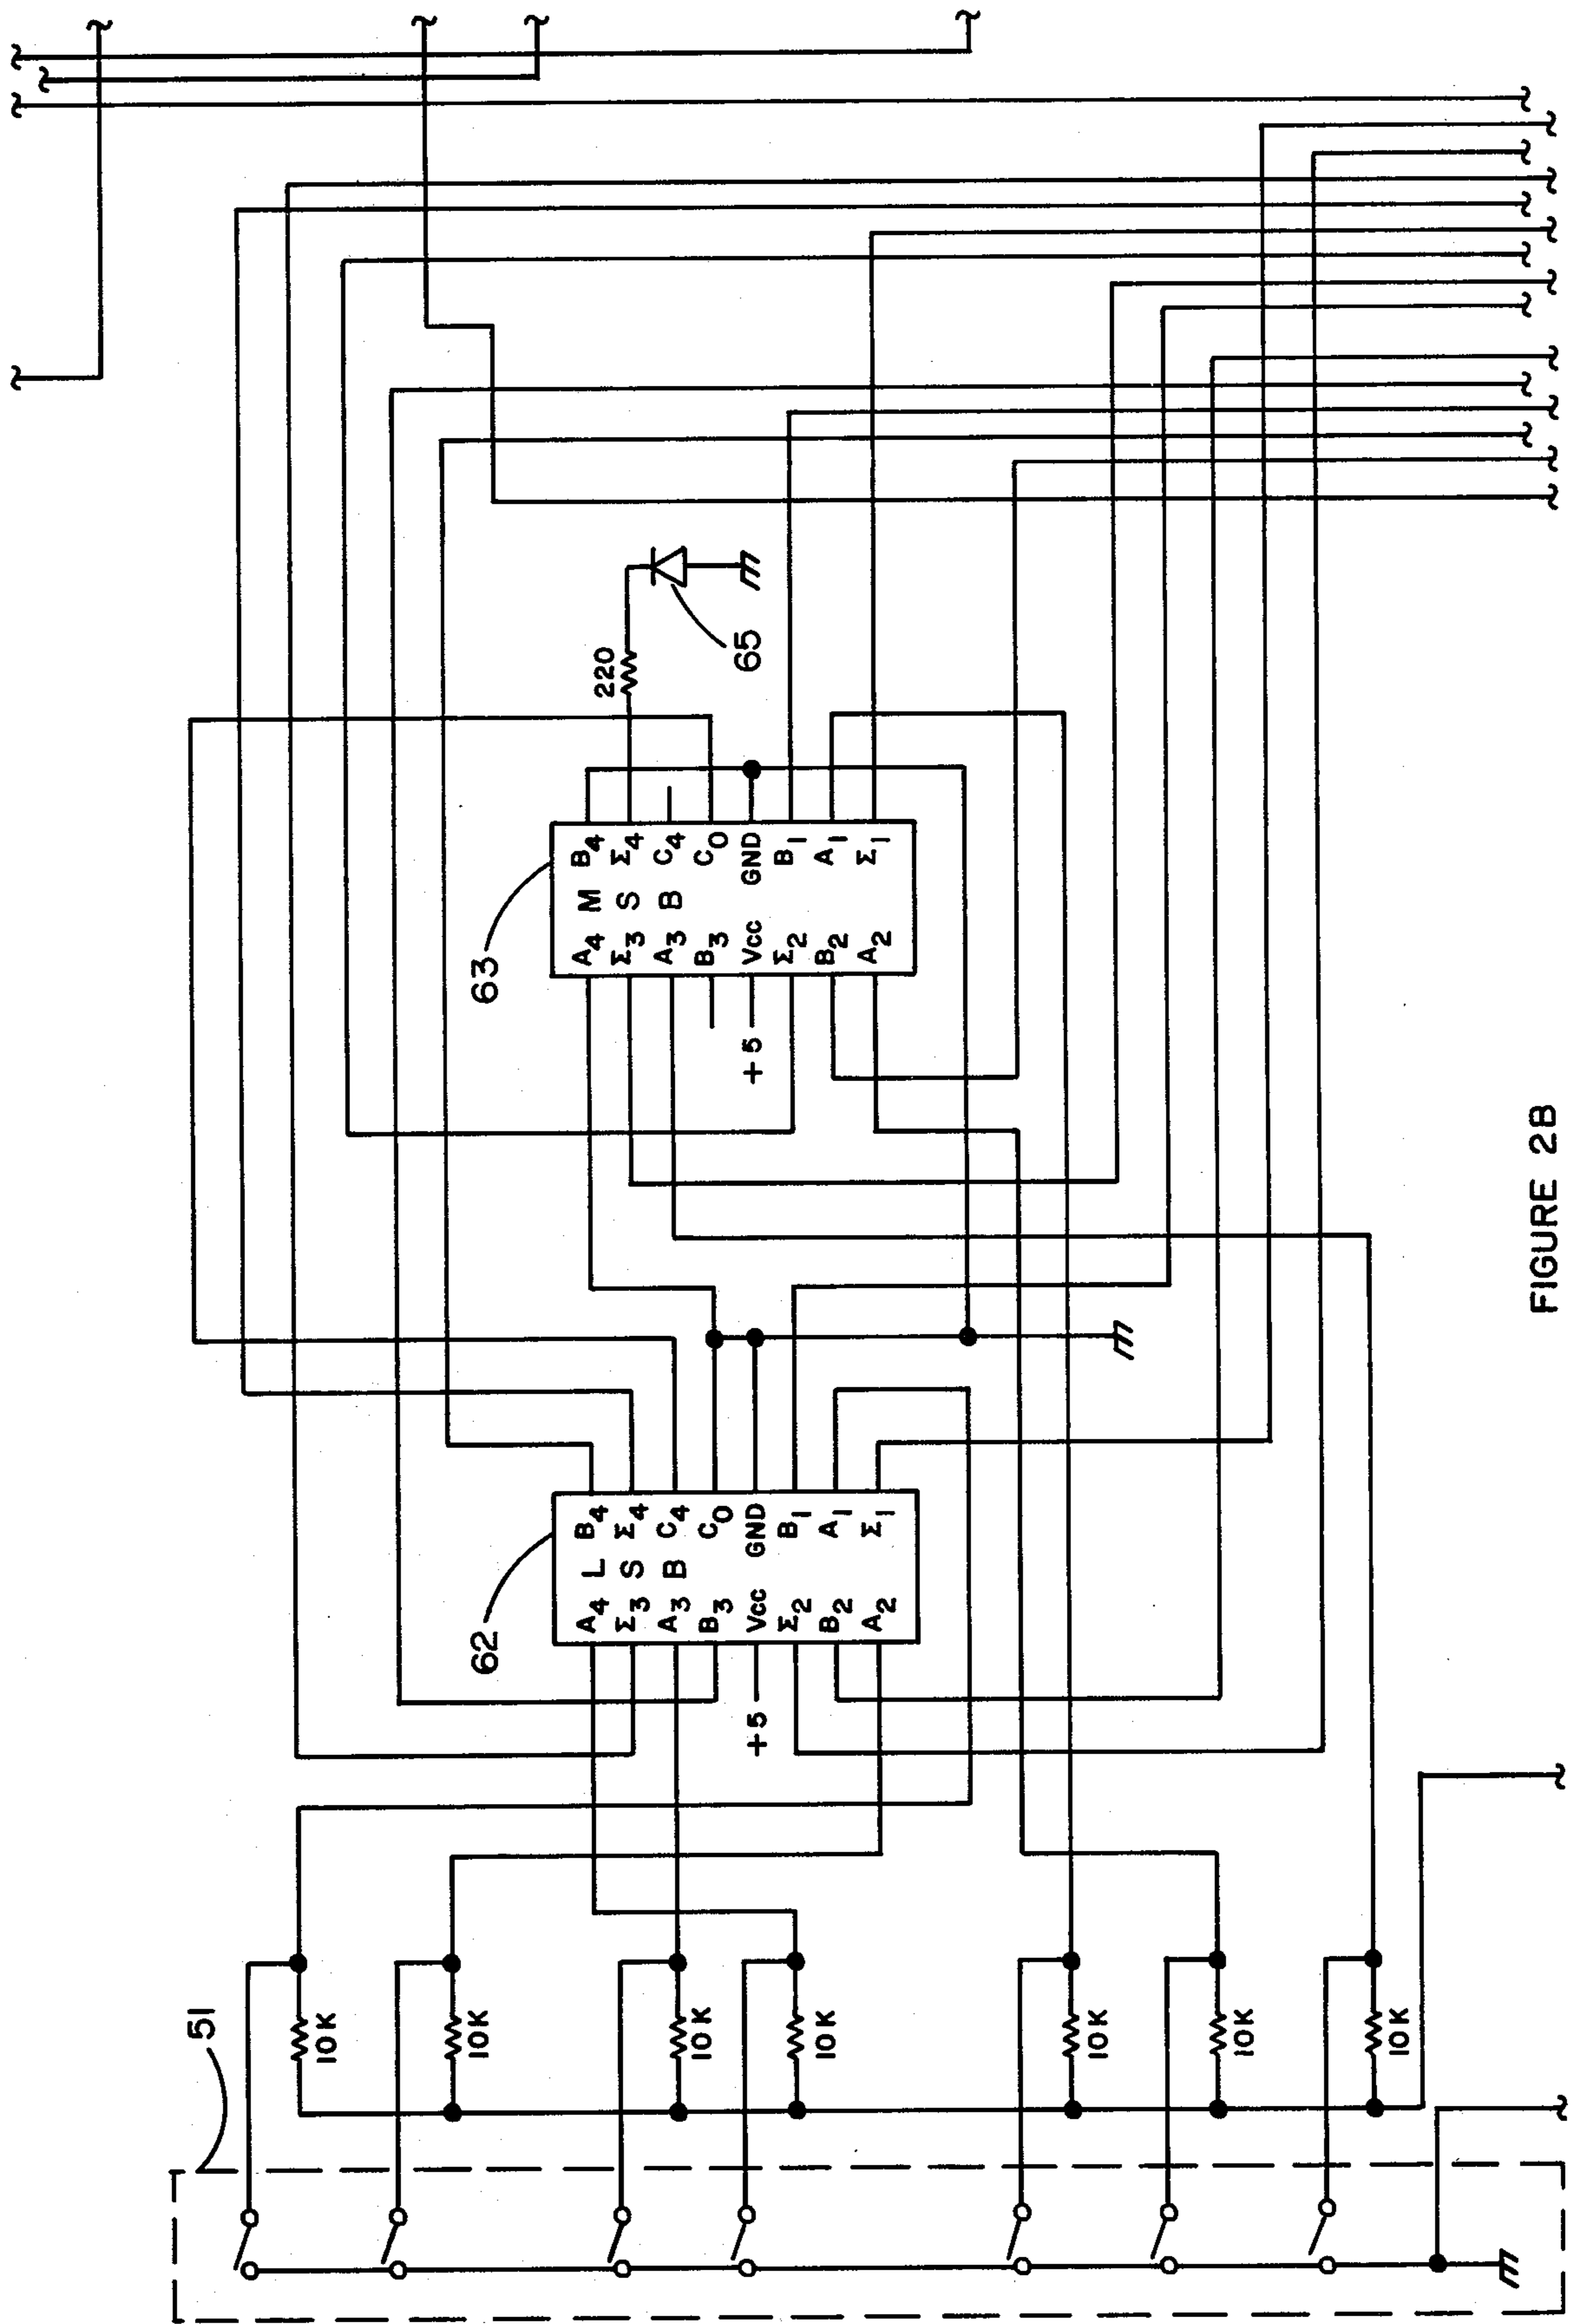 51
10K
10K
10K
10K
10K
10K
10K
62
A4 L B4
Σ3 S Σ4
A3 B C4
B3 C0
Vcc GND
Σ2 B1
B2 A1
A2 Σ1
+5
63
A4 M B4
Σ3 S Σ4
A3 B C4
B3 C0
Vcc GND
Σ2 B1
B2 A1
A2 Σ1
+5
220
65
FIGURE 2B